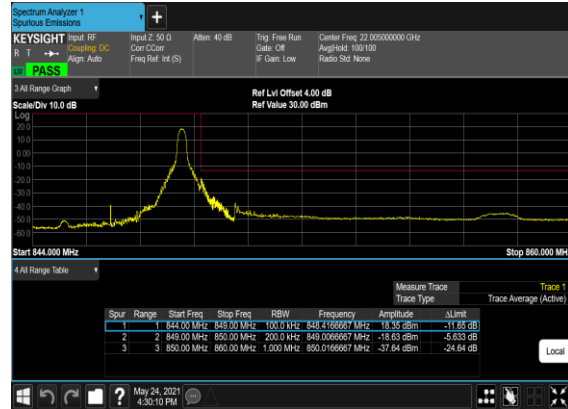 Spectrum Analyzer 1
Spurious Emissions
KEYSIGHT Input: RF Input Z: 50 Ω Atten: 40 dB Trig: Free Run Center Freq: 22.005000000 GHz
R T Coupling: DC Corr CCorr Gate: Off Avg|Hold: 100/100
Align: Auto Freq Ref: Int (S) IF Gain: Low Radio Std: None
PASS
3 All Range Graph
Ref Lvl Offset 4.00 dB
Scale/Div 10.0 dB Ref Value 30.00 dBm
Log
20.0
10.0
0.00
-10.0
-20.0
-30.0
-40.0
-50.0
-60.0
Start 844.000 MHz Stop 860.000 MH
4 All Range Table
Measure Trace Trace 1
Trace Type Trace Average (Active)
Spur Range Start Freq Stop Freq RBW Frequency Amplitude ΔLimit
1 1 844.00 MHz 849.00 MHz 100.0 kHz 848.4166667 MHz 18.35 dBm -11.65 dB
2 2 849.00 MHz 850.00 MHz 200.0 kHz 849.0066667 MHz -18.63 dBm -5.633 dB
3 3 850.00 MHz 860.00 MHz 1.000 MHz 850.0166667 MHz -37.64 dBm -24.64 dB
Local
? May 24, 2021
4:30:10 PM